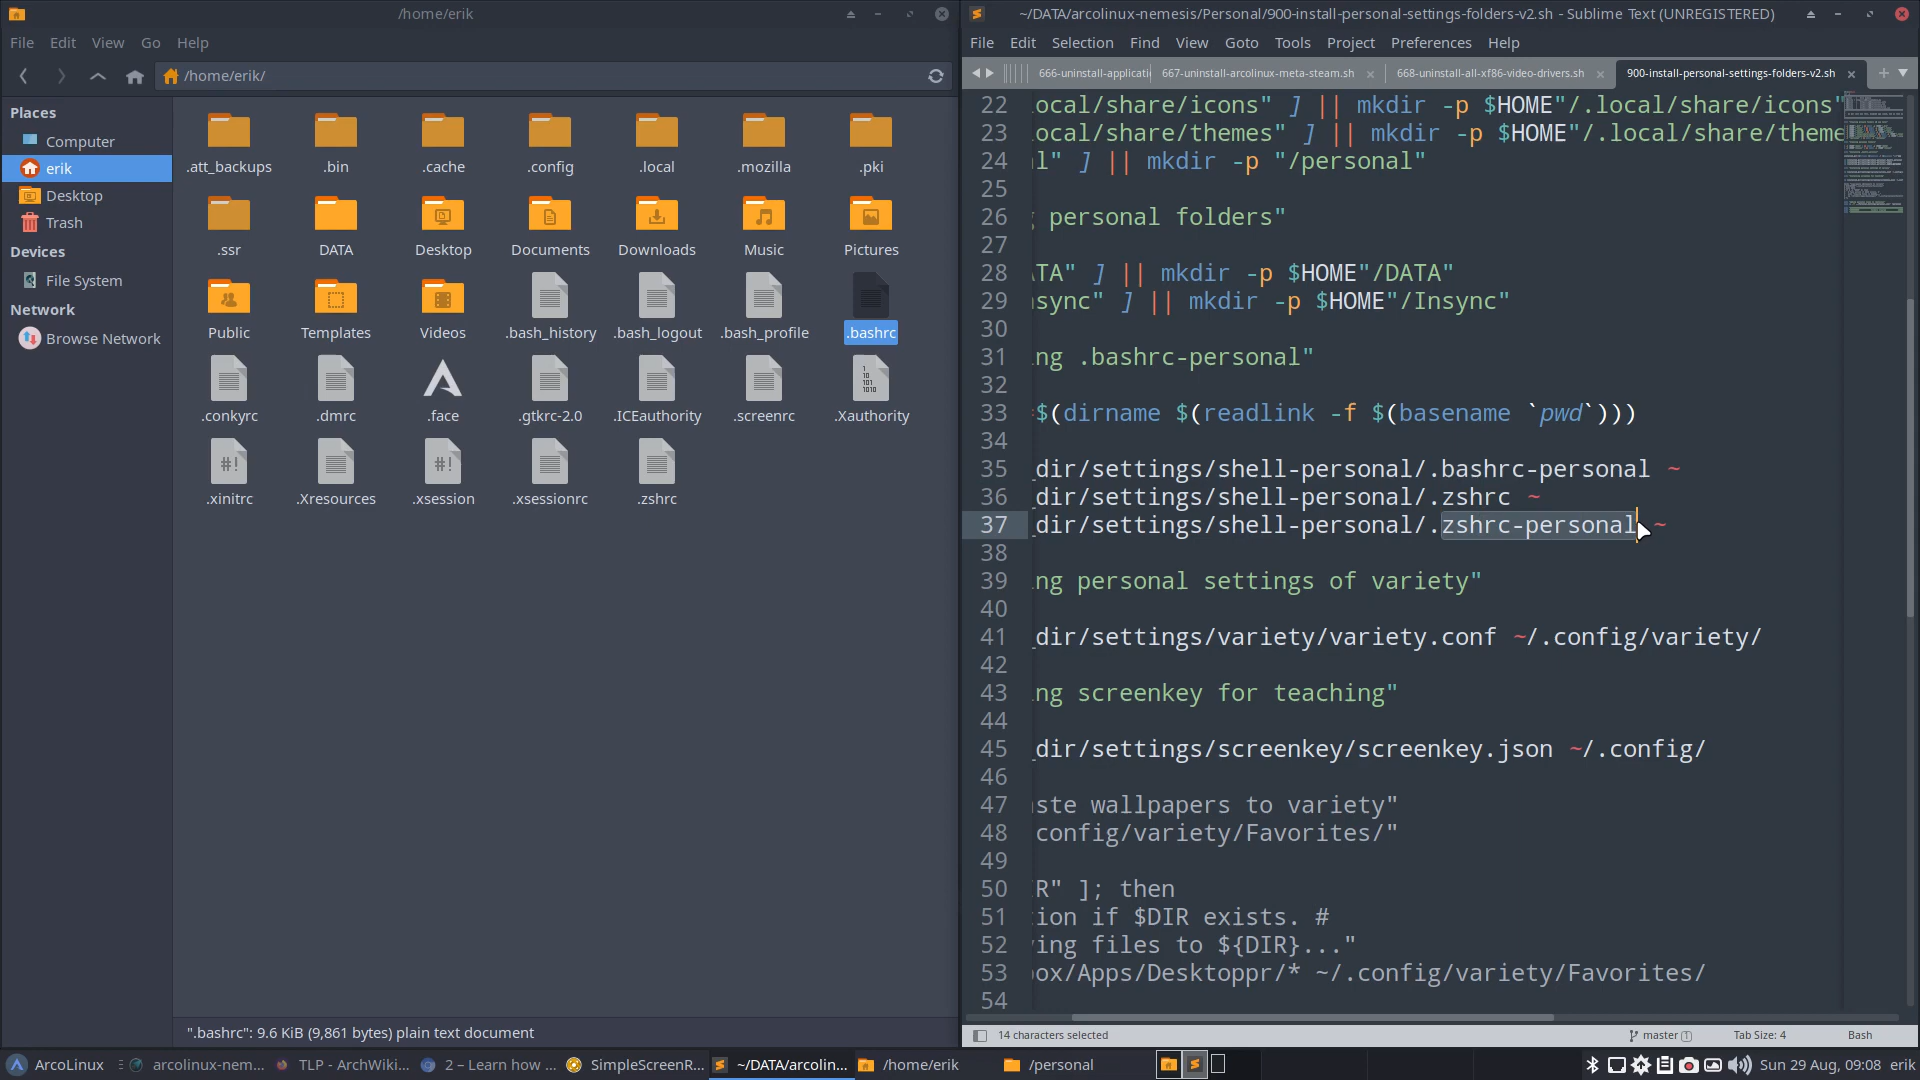 /home/erik
File Edit View Go Help
/home/erik/
Places
Computer
erik
Desktop
Trash
Devices
File System
Network
Browse Network
.att_backups .bin .cache .config .local .mozilla .pki
.ssr DATA Desktop Documents Downloads Music Pictures
Public Templates Videos .bash_history .bash_logout .bash_profile .bashrc
.conkyrc .dmrc .face .gtkrc-2.0 .ICEauthority .screenrc .Xauthority
.xinitrc .Xresources .xsession .xsessionrc .zshrc
".bashrc": 9.6 KiB (9,861 bytes) plain text document
~/DATA/arcolinux-nemesis/Personal/900-install-personal-settings-folders-v2.sh - Sublime Text (UNREGISTERED)
File Edit Selection Find View Goto Tools Project Preferences Help
666-uninstall-applicati 667-uninstall-arcolinux-meta-steam.sh 668-uninstall-all-xf86-video-drivers.sh 900-install-personal-settings-folders-v2.sh
22 ocal/share/icons" ] || mkdir -p $HOME"/.local/share/icons"
23 ocal/share/themes" ] || mkdir -p $HOME"/.local/share/theme
24 l" ] || mkdir -p "/personal"
25
26 g personal folders"
27
28 ATA" ] || mkdir -p $HOME"/DATA"
29 nsync" ] || mkdir -p $HOME"/Insync"
30
31 ing .bashrc-personal"
32
33 =$(dirname $(readlink -f $(basename `pwd`)))
34
35 _dir/settings/shell-personal/.bashrc-personal ~
36 _dir/settings/shell-personal/.zshrc ~
37 _dir/settings/shell-personal/.zshrc-personal ~
38
39 ing personal settings of variety"
40
41 _dir/settings/variety/variety.conf ~/.config/variety/
42
43 ing screenkey for teaching"
44
45 _dir/settings/screenkey/screenkey.json ~/.config/
46
47 aste wallpapers to variety"
48 config/variety/Favorites/"
49
50 R" ]; then
51 tion if $DIR exists. #
52 ying files to ${DIR}..."
53 ox/Apps/Desktoppr/* ~/.config/variety/Favorites/
54
14 characters selected master 1 Tab Size: 4 Bash
ArcoLinux arcolinux-nem... TLP - ArchWiki... 2 – Learn how ... SimpleScreenR... ~/DATA/arcolin... /home/erik /personal Sun 29 Aug, 09:08 erik